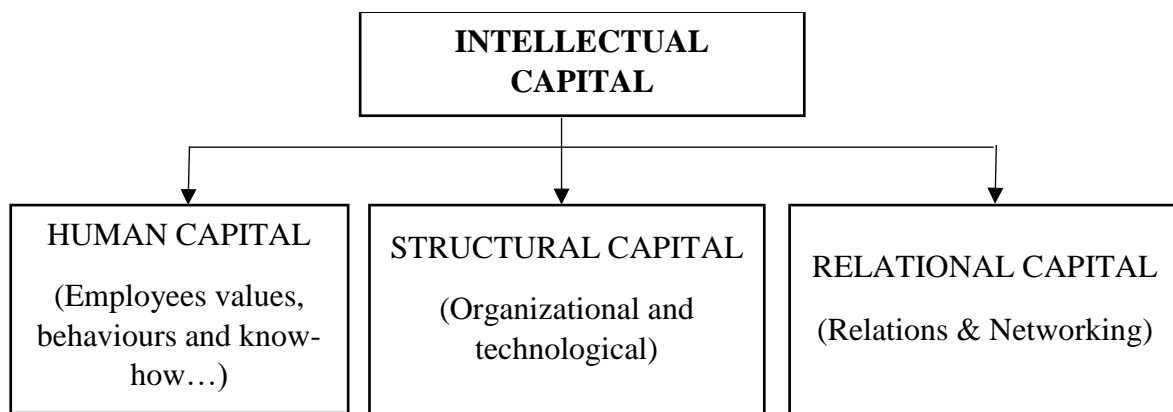 INTELLECTUAL
CAPITAL
HUMAN CAPITAL
(Employees values,
behaviours and know-
how…)
STRUCTURAL CAPITAL
(Organizational and
technological)
RELATIONAL CAPITAL
(Relations & Networking)